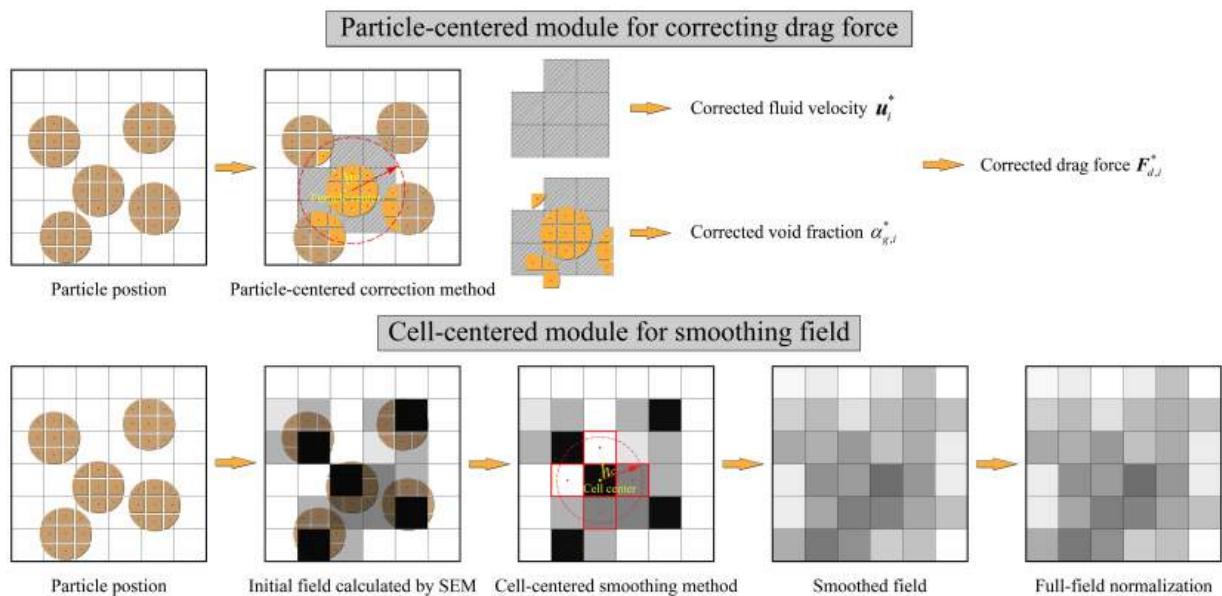 Particle-centered module for correcting drag force
Corrected fluid velocity u*i
Corrected drag force F*d,i
Corrected void fraction α*g,i
Particle postion
Particle-centered correction method
Cell-centered module for smoothing field
hc
Cell center
Particle postion
Initial field calculated by SEM
Cell-centered smoothing method
Smoothed field
Full-field normalization